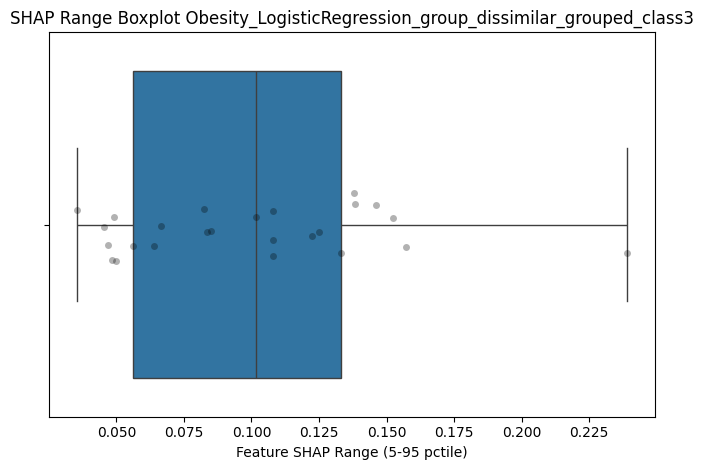 SHAP Range Boxplot Obesity_LogisticRegression_group_dissimilar_grouped_class3
0.050 0.075 0.100 0.125 0.150 0.175 0.200 0.225
Feature SHAP Range (5-95 pctile)